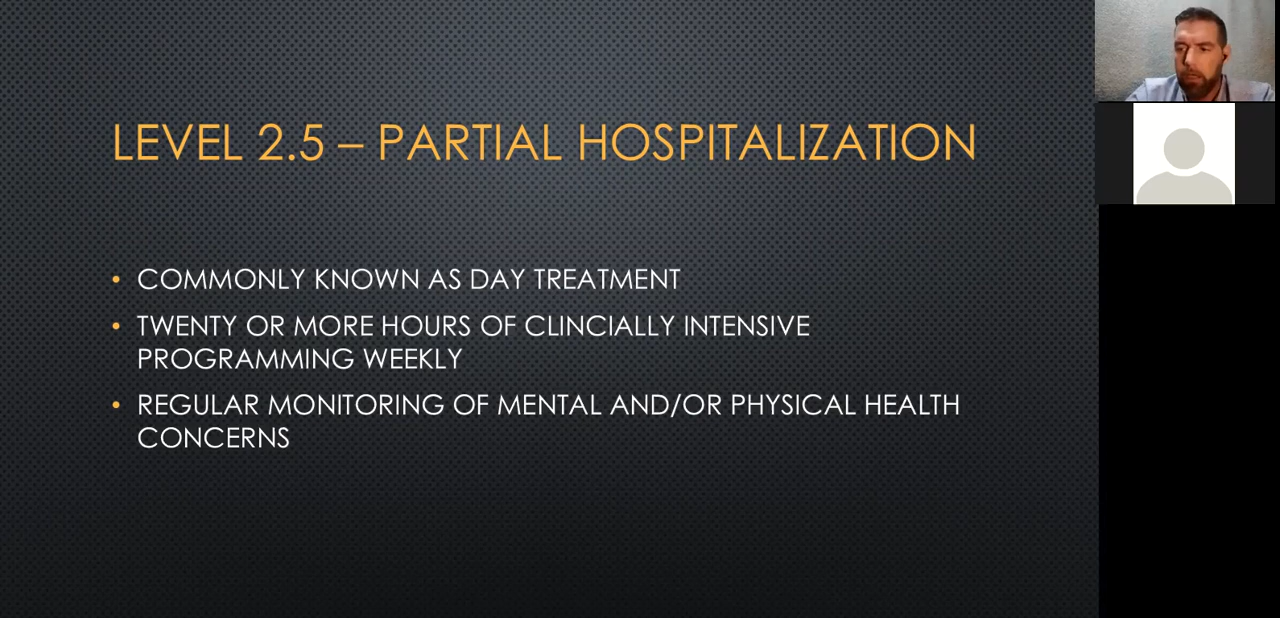 LEVEL 2.5 – PARTIAL HOSPITALIZATION
• COMMONLY KNOWN AS DAY TREATMENT
• TWENTY OR MORE HOURS OF CLINCIALLY INTENSIVE
PROGRAMMING WEEKLY
• REGULAR MONITORING OF MENTAL AND/OR PHYSICAL HEALTH
CONCERNS